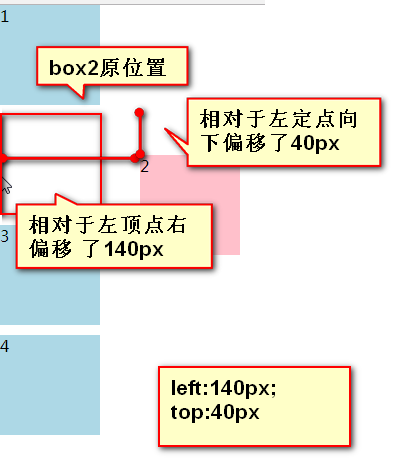 1
box2原位置
相对于左定点向
下偏移了40px
2
相对于左顶点右
偏移 了140px
3
4
left:140px;
top:40px